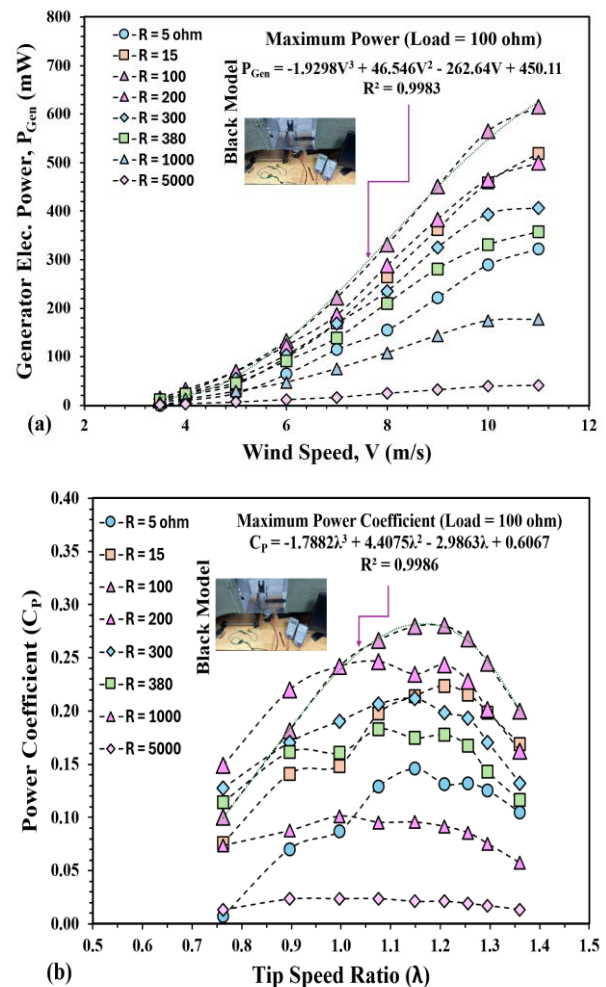 800
700
600
500
400
300
200
100
0
Generator Elec. Power, P_Gen (mW)
R = 5 ohm
R = 15
R = 100
R = 200
R = 300
R = 380
R = 1000
R = 5000
Maximum Power (Load = 100 ohm)
P_Gen = -1.9298V³ + 46.546V² - 262.64V + 450.11
R² = 0.9983
Black Model
2 4 6 8 10 12
Wind Speed, V (m/s)
(a)
0.40
0.35
0.30
0.25
0.20
0.15
0.10
0.05
0.00
Power Coefficient (C_P)
R = 5 ohm
R = 15
R = 100
R = 200
R = 300
R = 380
R = 1000
R = 5000
Maximum Power Coefficient (Load = 100 ohm)
C_P = -1.7882λ³ + 4.4075λ² - 2.9863λ + 0.6067
R² = 0.9986
Black Model
0.5 0.6 0.7 0.8 0.9 1.0 1.1 1.2 1.3 1.4 1.5
Tip Speed Ratio (λ)
(b)